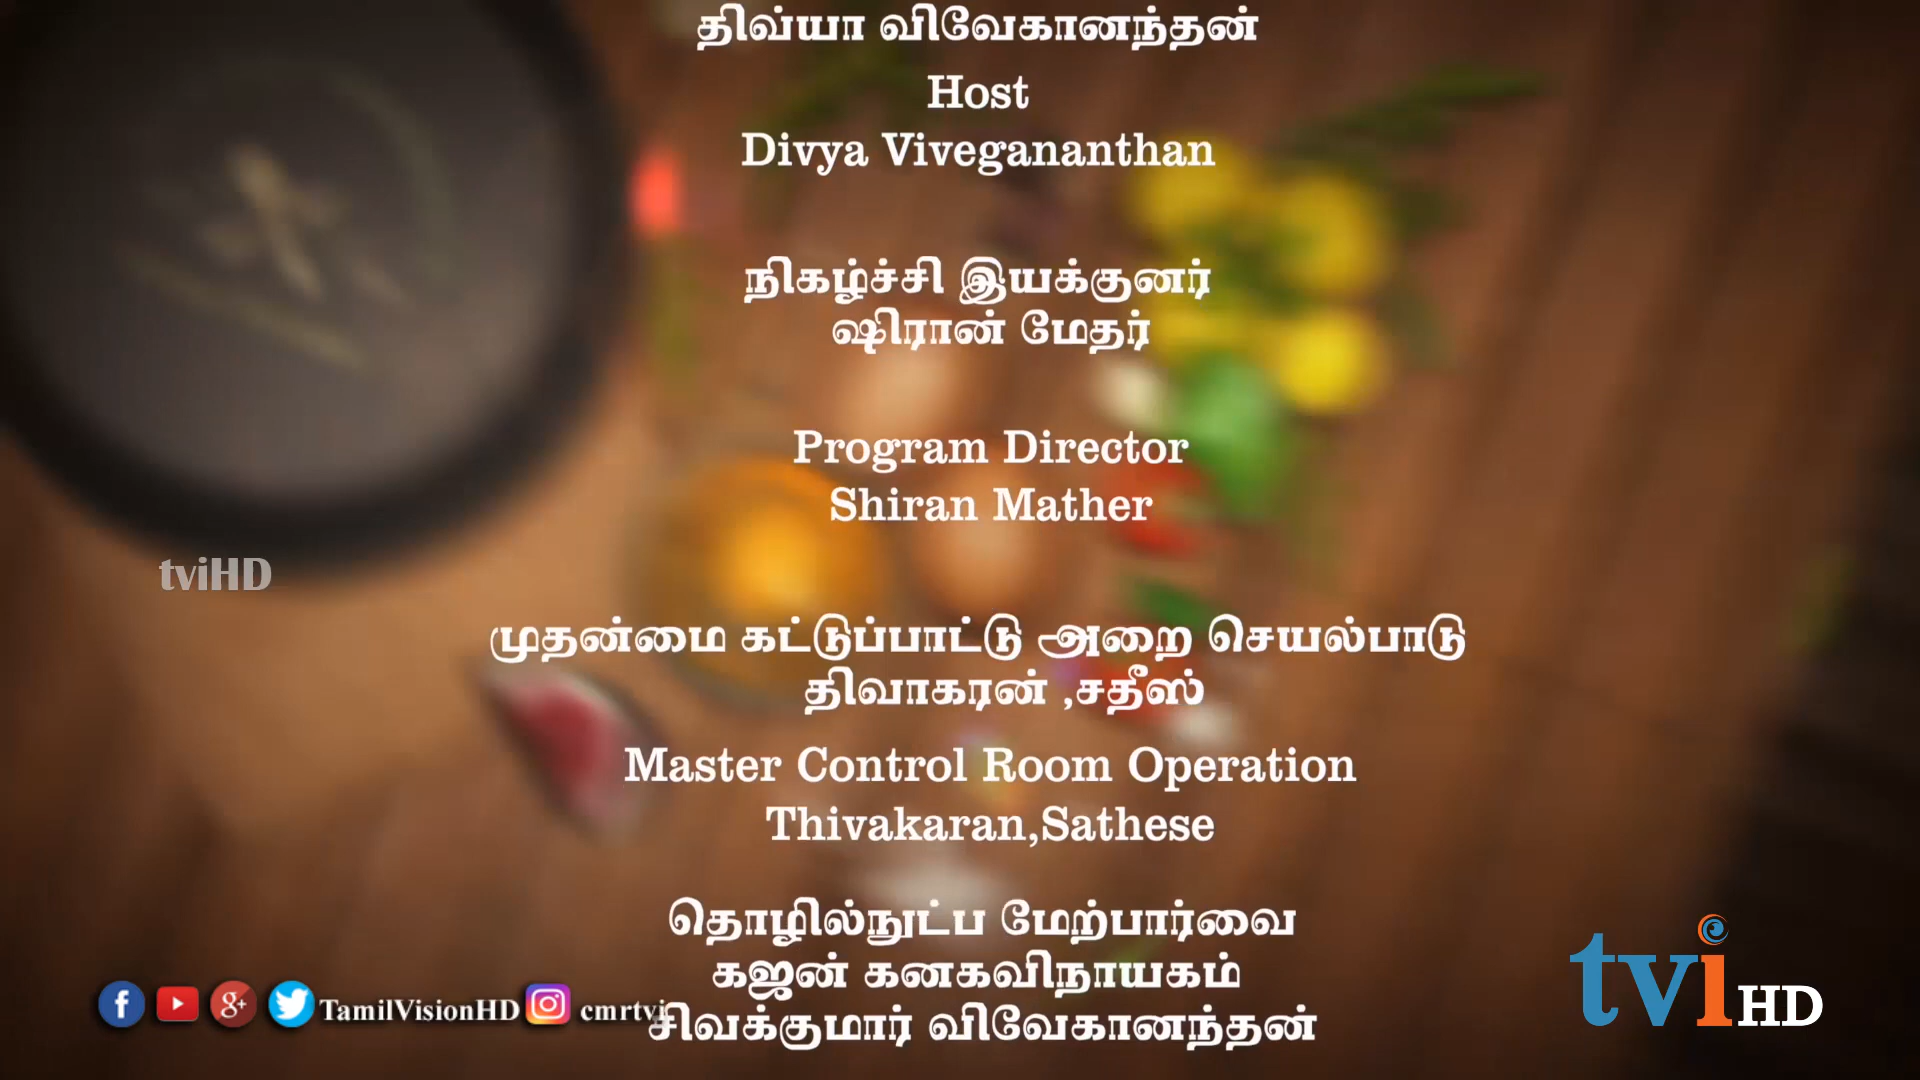 திவ்யா விவேகானந்தன்
Host
Divya Vivegananthan
நிகழ்ச்சி இயக்குனர்
ஷிரான் மேதர்
Program Director
Shiran Mather
tviHD
முதன்மை கட்டுப்பாட்டு அறை செயல்பாடு
திவாகரன் ,சதீஸ்
Master Control Room Operation
Thivakaran,Sathese
தொழில்நுட்ப மேற்பார்வை
கஜன் கனகவிநாயகம்
சிவக்குமார் விவேகானந்தன்
TamilVisionHD cmrtvi
tvi HD